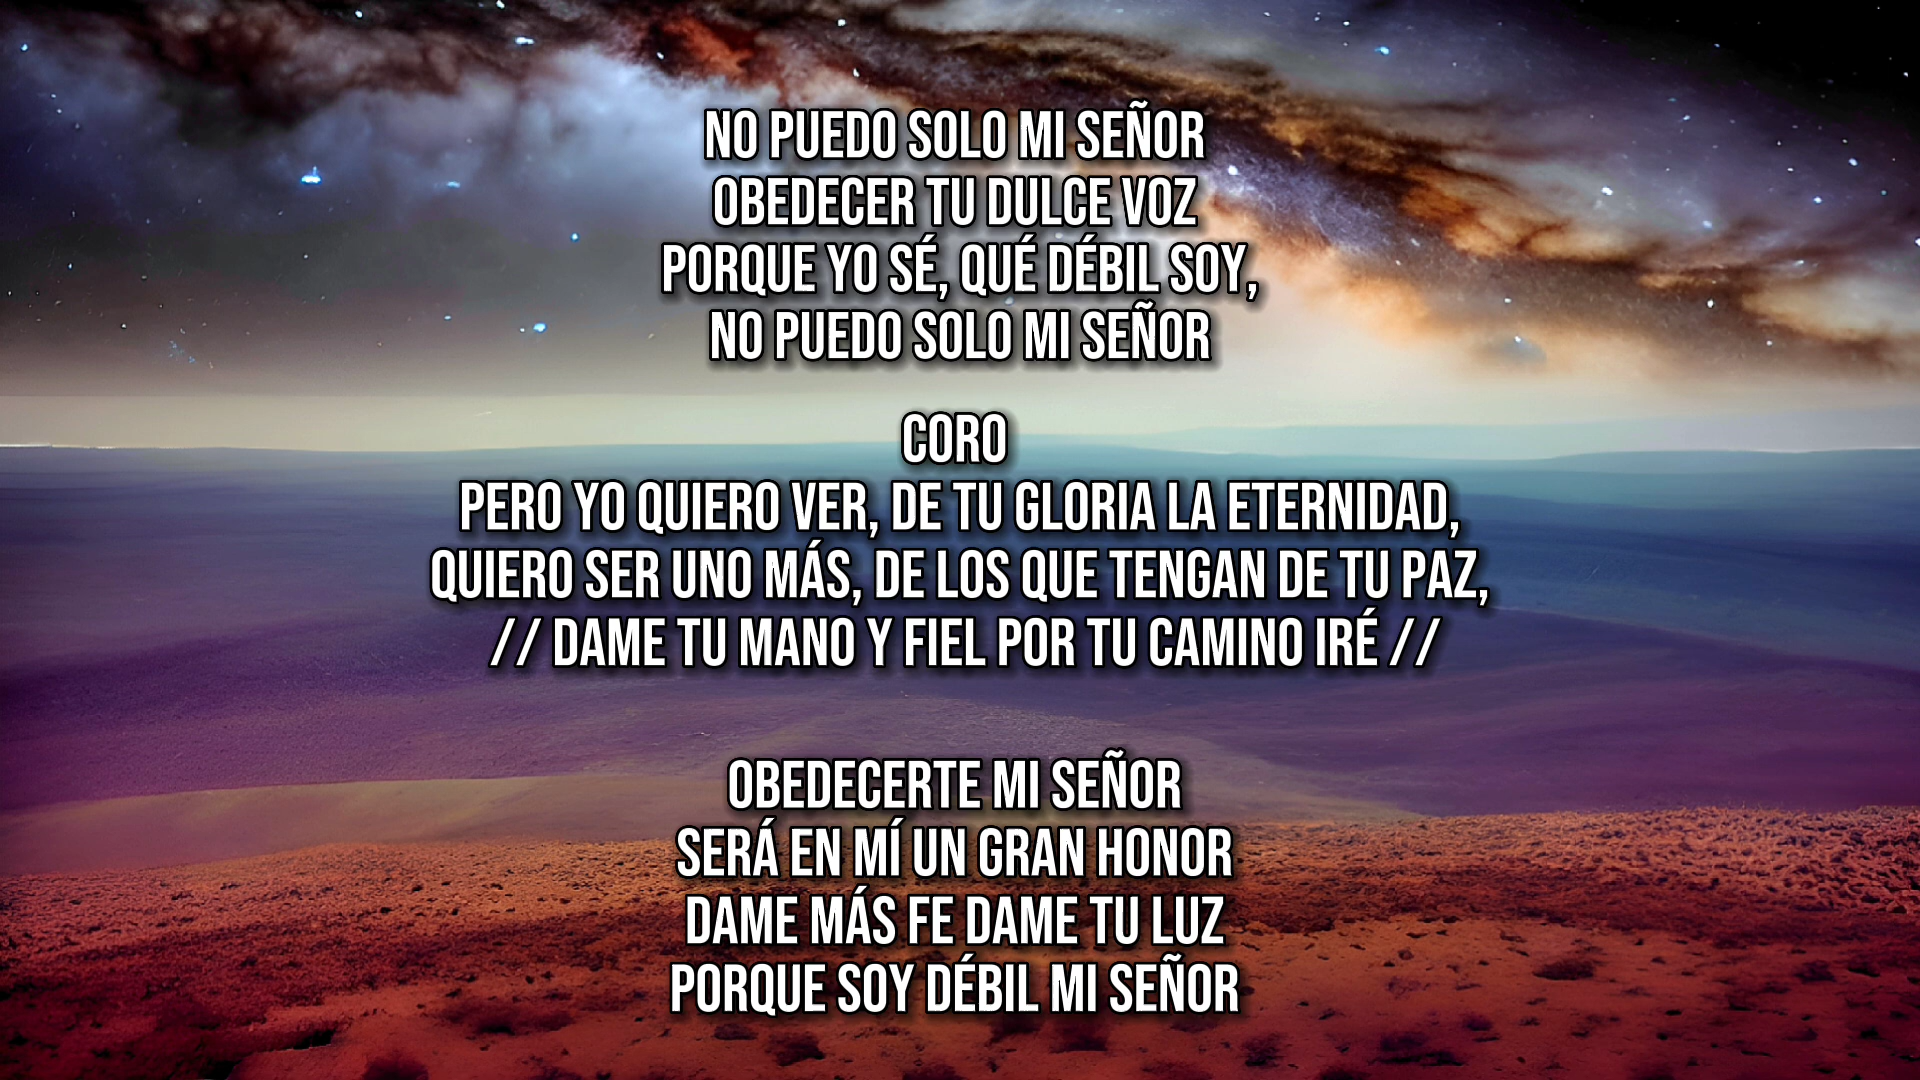 NO PUEDO SOLO MI SEÑOR
OBEDECER TU DULCE VOZ
PORQUE YO SÉ, QUÉ DÉBIL SOY,
NO PUEDO SOLO MI SEÑOR
CORO
PERO YO QUIERO VER, DE TU GLORIA LA ETERNIDAD,
QUIERO SER UNO MÁS, DE LOS QUE TENGAN DE TU PAZ,
// DAME TU MANO Y FIEL POR TU CAMINO IRÉ //
OBEDECERTE MI SEÑOR
SERÁ EN MÍ UN GRAN HONOR
DAME MÁS FE DAME TU LUZ
PORQUE SOY DÉBIL MI SEÑOR